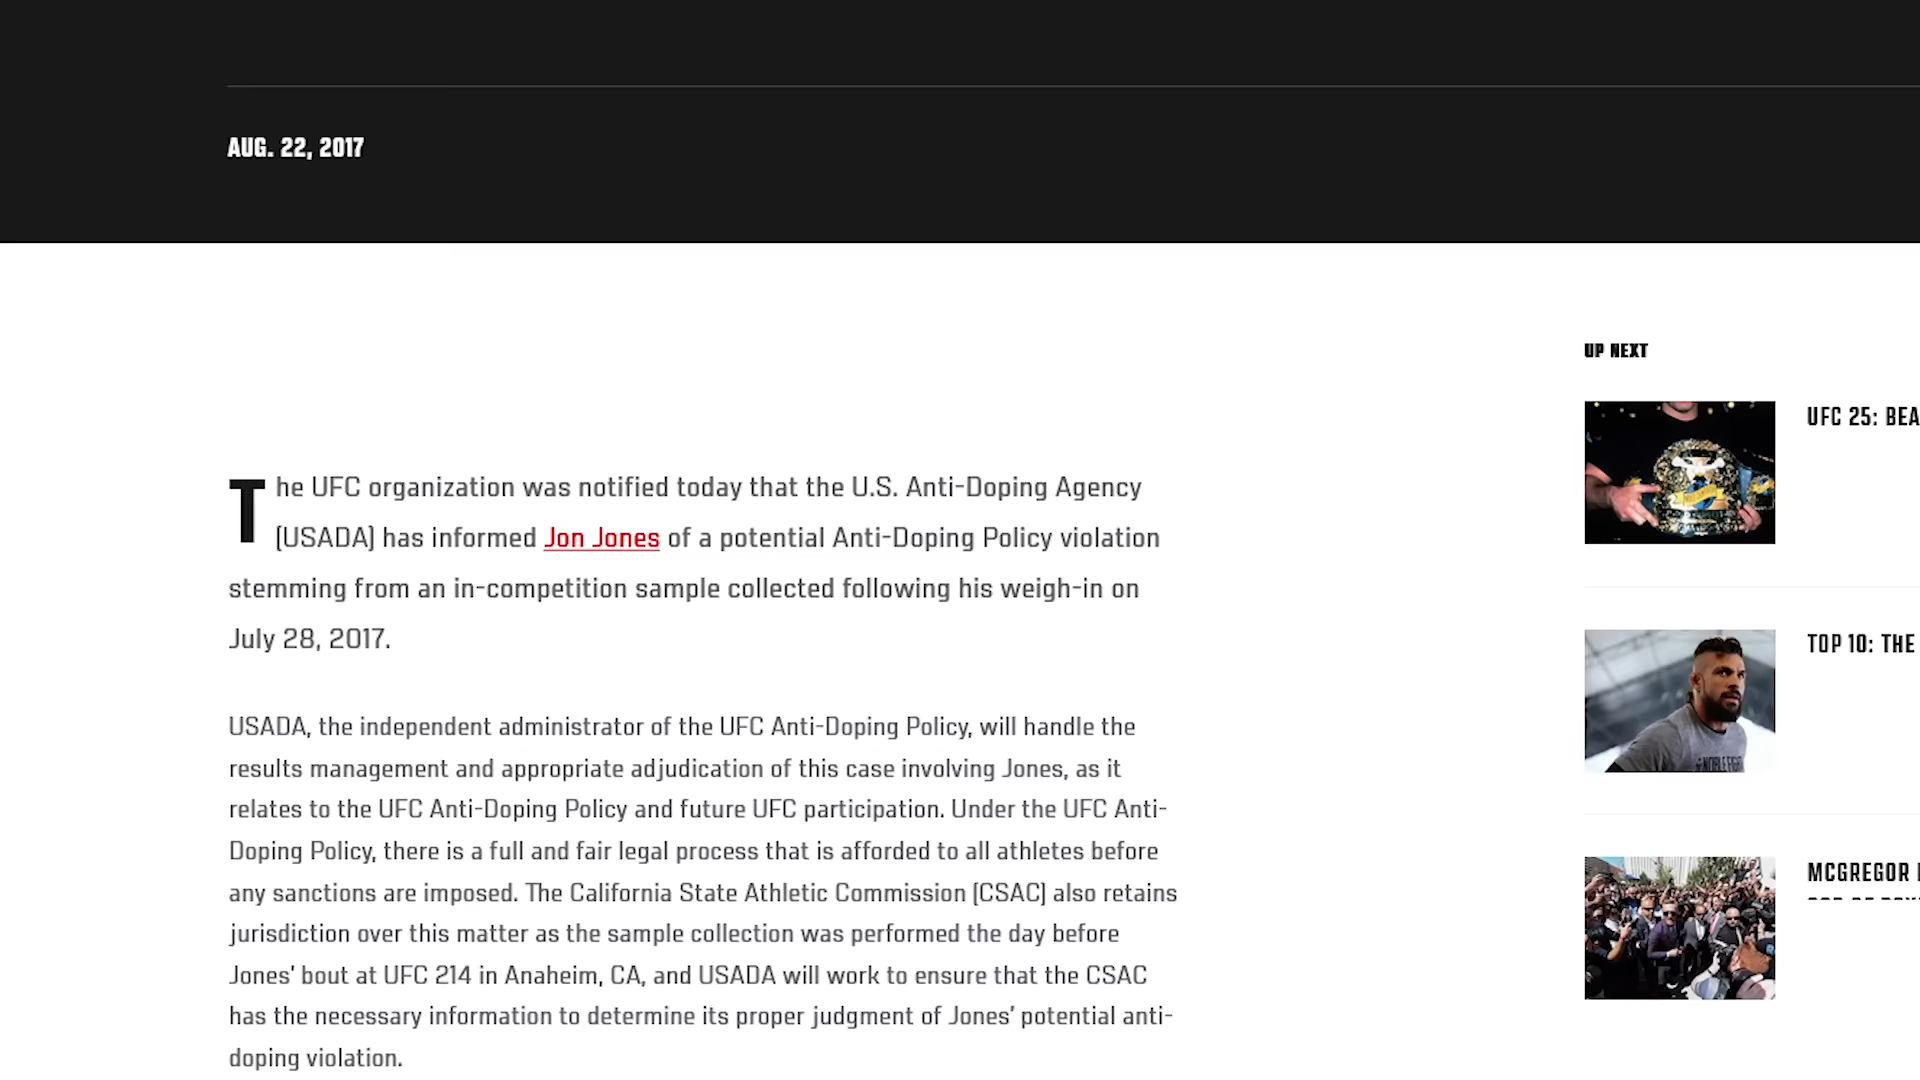 AUG. 22, 2017
The UFC organization was notified today that the U.S. Anti-Doping Agency
(USADA) has informed Jon Jones of a potential Anti-Doping Policy violation
stemming from an in-competition sample collected following his weigh-in on
July 28, 2017.
USADA, the independent administrator of the UFC Anti-Doping Policy, will handle the
results management and appropriate adjudication of this case involving Jones, as it
relates to the UFC Anti-Doping Policy and future UFC participation. Under the UFC Anti-
Doping Policy, there is a full and fair legal process that is afforded to all athletes before
any sanctions are imposed. The California State Athletic Commission (CSAC) also retains
jurisdiction over this matter as the sample collection was performed the day before
Jones’ bout at UFC 214 in Anaheim, CA, and USADA will work to ensure that the CSAC
has the necessary information to determine its proper judgment of Jones’ potential anti-
doping violation.
UP NEXT
UFC 25: BEA
TOP 10: THE
MCGREGOR